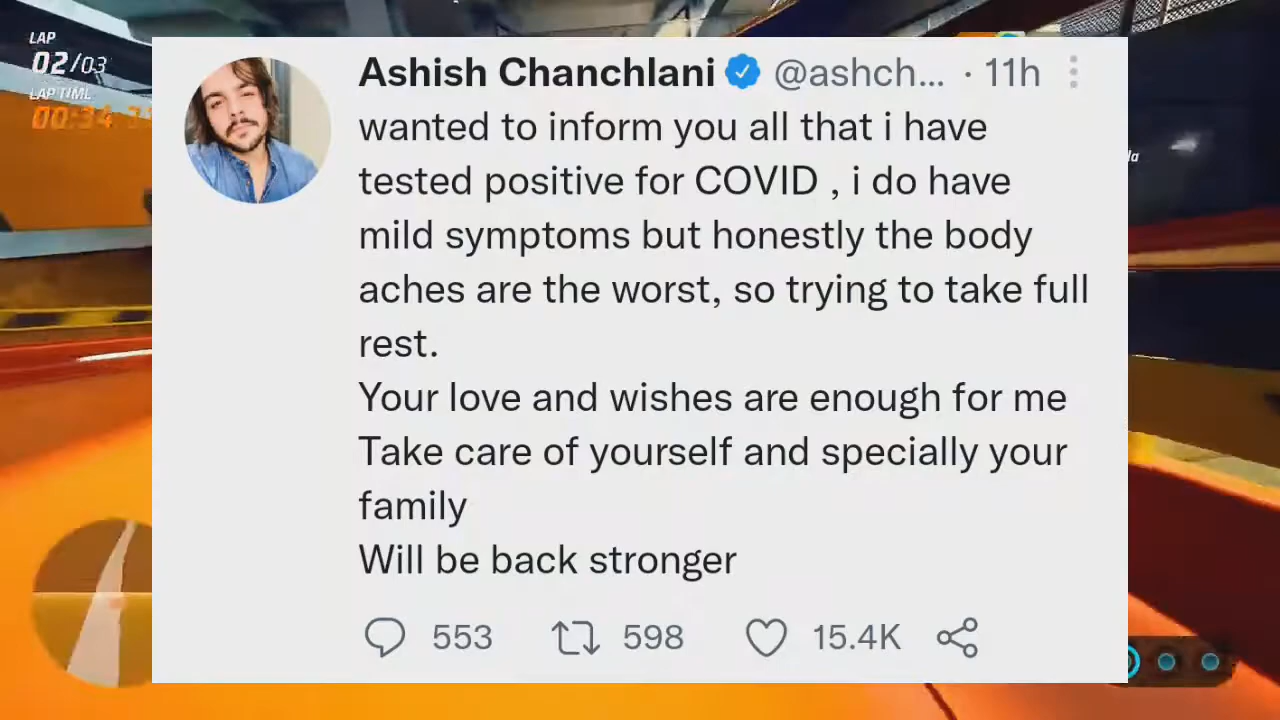 LAP
02/03
LAP TIME
Ashish Chanchlani @ashch... · 11h
wanted to inform you all that i have
tested positive for COVID , i do have
mild symptoms but honestly the body
aches are the worst, so trying to take full
rest.
Your love and wishes are enough for me
Take care of yourself and specially your
family
Will be back stronger
553 598 15.4K